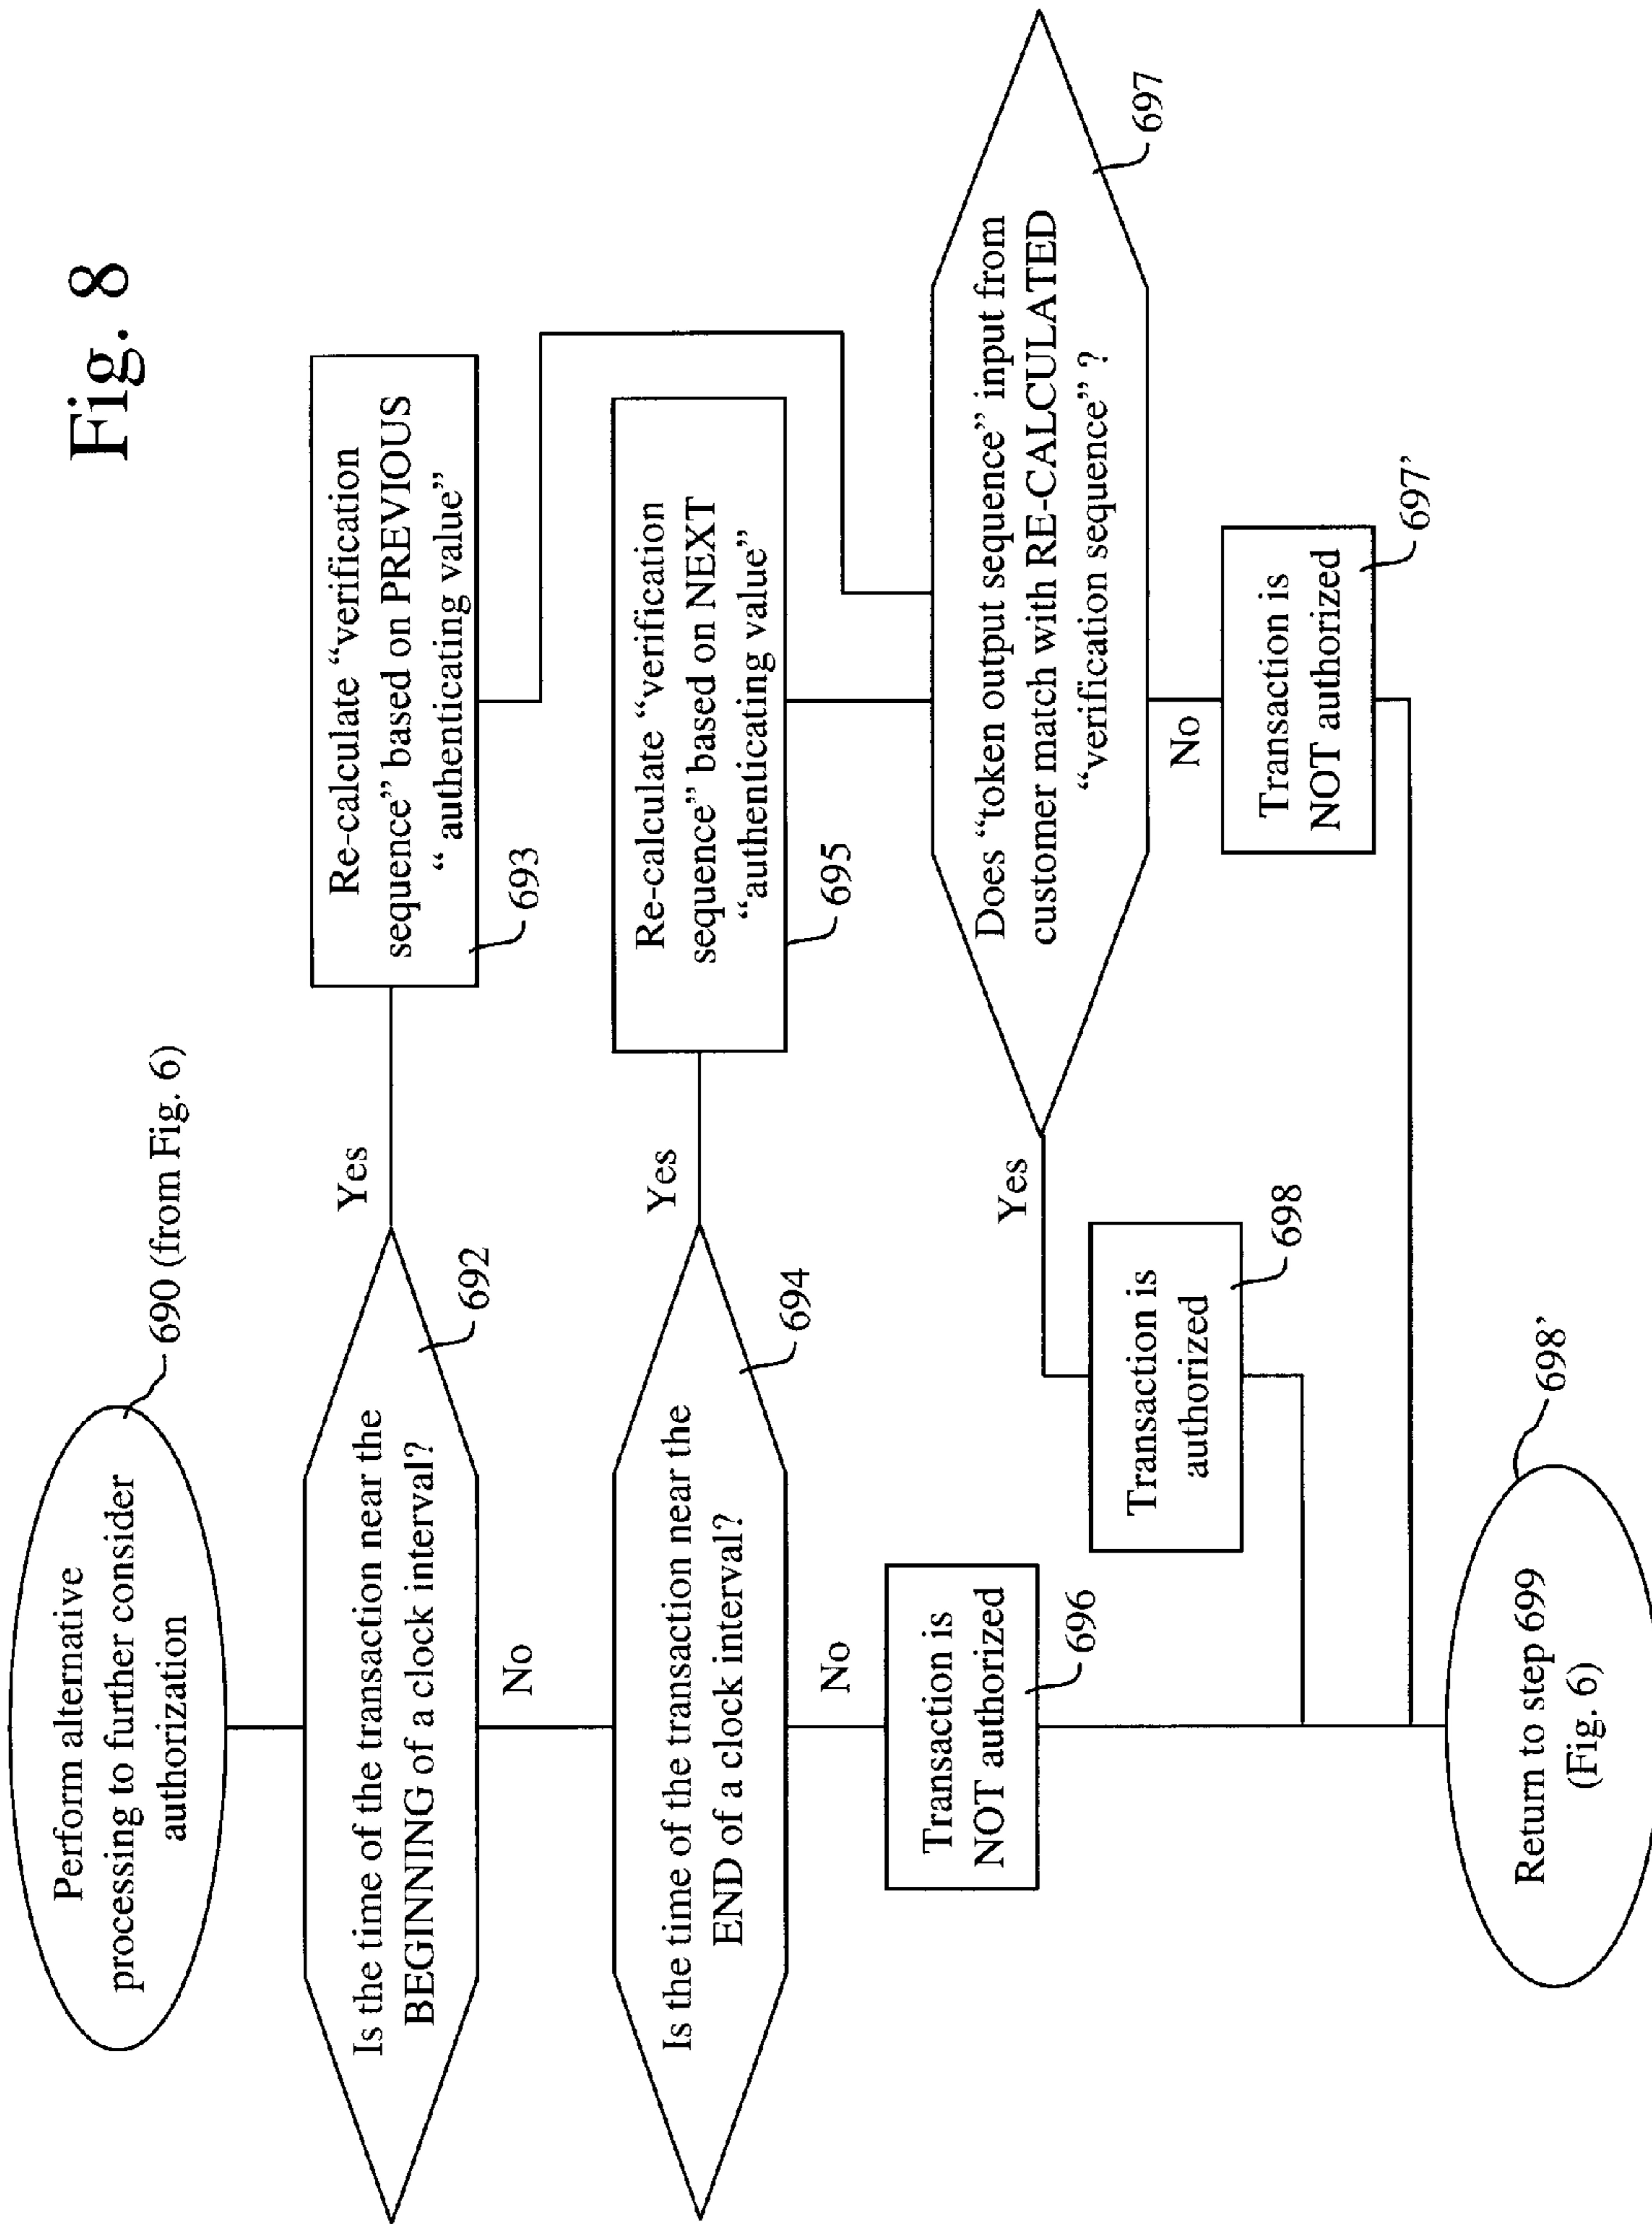 Fig. 8
Perform alternative
processing to further consider
authorization
690 (from Fig. 6)
Is the time of the transaction near the
BEGINNING of a clock interval?
692
Yes
Re-calculate “verification
sequence” based on PREVIOUS
“authenticating value”
693
No
Is the time of the transaction near the
END of a clock interval?
694
Yes
Re-calculate “verification
sequence” based on NEXT
“authenticating value”
695
No
Transaction is
NOT authorized
696
Does “token output sequence” input from
customer match with RE-CALCULATED
“verification sequence” ?
697
Yes
Transaction is
authorized
698
No
Transaction is
NOT authorized
697’
Return to step 699
(Fig. 6)
698’